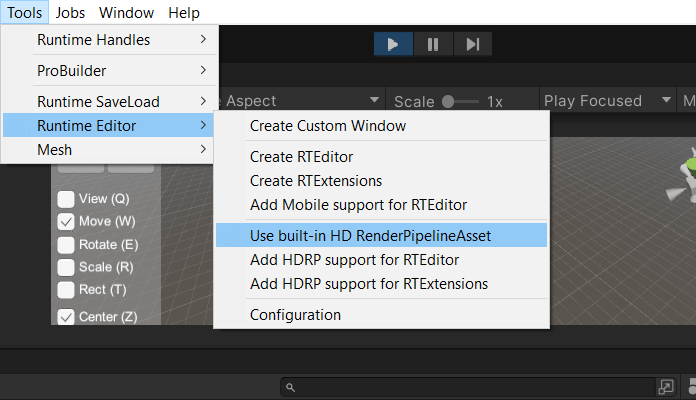 Tools Jobs Window Help
Runtime Handles
ProBuilder
Runtime SaveLoad
Runtime Editor
Mesh
Aspect Scale 1x Play Focused M
Create Custom Window
Create RTEditor
Create RTExtensions
Add Mobile support for RTEditor
Use built-in HD RenderPipelineAsset
Add HDRP support for RTEditor
Add HDRP support for RTExtensions
Configuration
View (Q)
Move (W)
Rotate (E)
Scale (R)
Rect (T)
Center (Z)